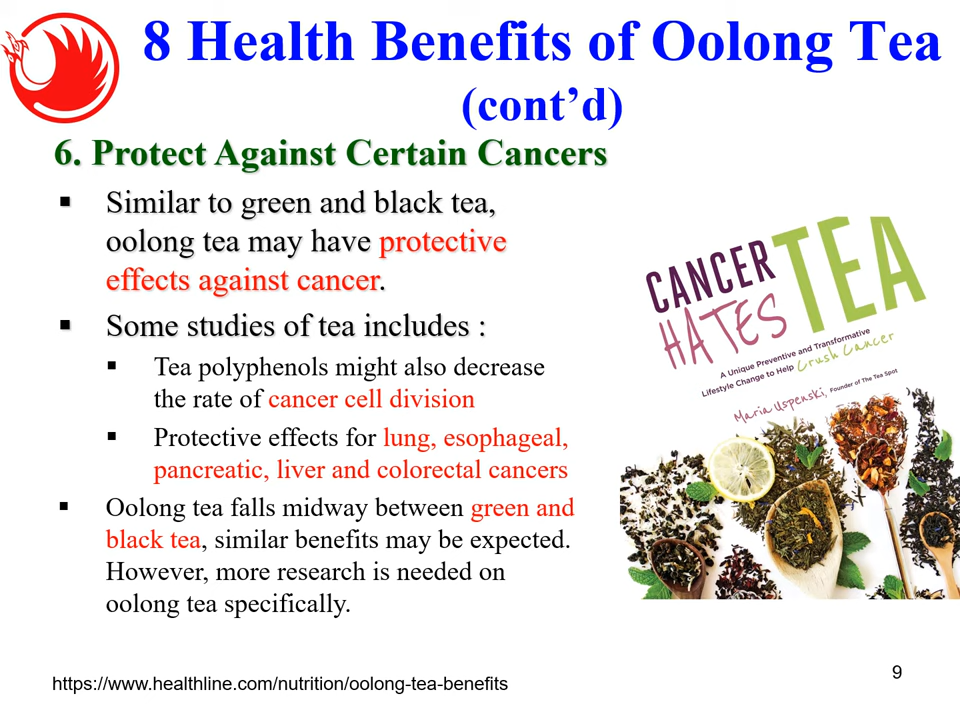 8 Health Benefits of Oolong Tea
(cont’d)
6. Protect Against Certain Cancers
▪ Similar to green and black tea,
oolong tea may have protective
effects against cancer.
▪ Some studies of tea includes :
▪ Tea polyphenols might also decrease
the rate of cancer cell division
▪ Protective effects for lung, esophageal,
pancreatic, liver and colorectal cancers
▪ Oolong tea falls midway between green and
black tea, similar benefits may be expected.
However, more research is needed on
oolong tea specifically.
CANCER
HATES
TEA
A Unique Preventive and Transformative
Lifestyle Change to Help Crush Cancer
Maria Uspenski, Founder of The Tea Spot
https://www.healthline.com/nutrition/oolong-tea-benefits
9